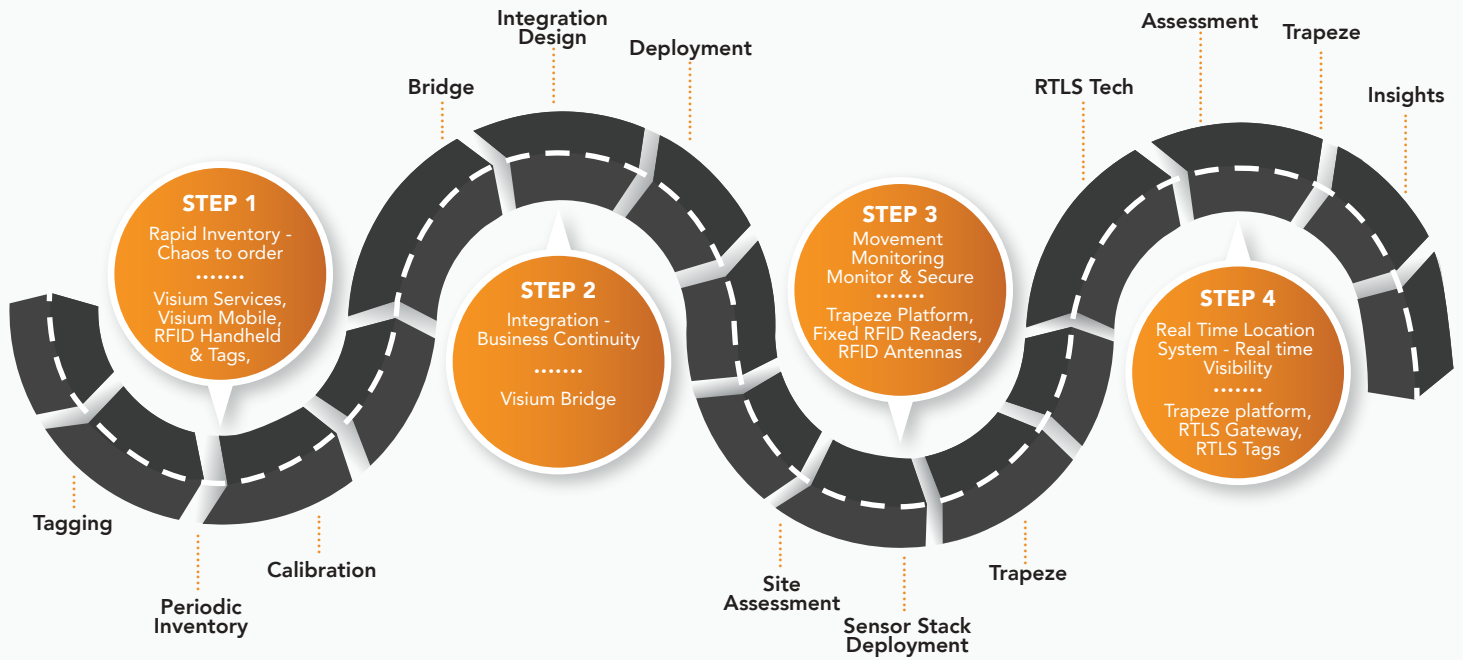 STEP 1
Rapid Inventory -
Chaos to order
Visium Services,
Visium Mobile,
RFID Handheld
& Tags,
Tagging
Periodic
Inventory
Calibration
Bridge
Integration
Design
Deployment
STEP 2
Integration -
Business Continuity
Visium Bridge
STEP 3
Movement
Monitoring
Monitor & Secure
Trapeze Platform,
Fixed RFID Readers,
RFID Antennas
Site
Assessment
Sensor Stack
Deployment
Trapeze
RTLS Tech
Assessment
Trapeze
Insights
STEP 4
Real Time Location
System - Real time
Visibility
Trapeze platform,
RTLS Gateway,
RTLS Tags